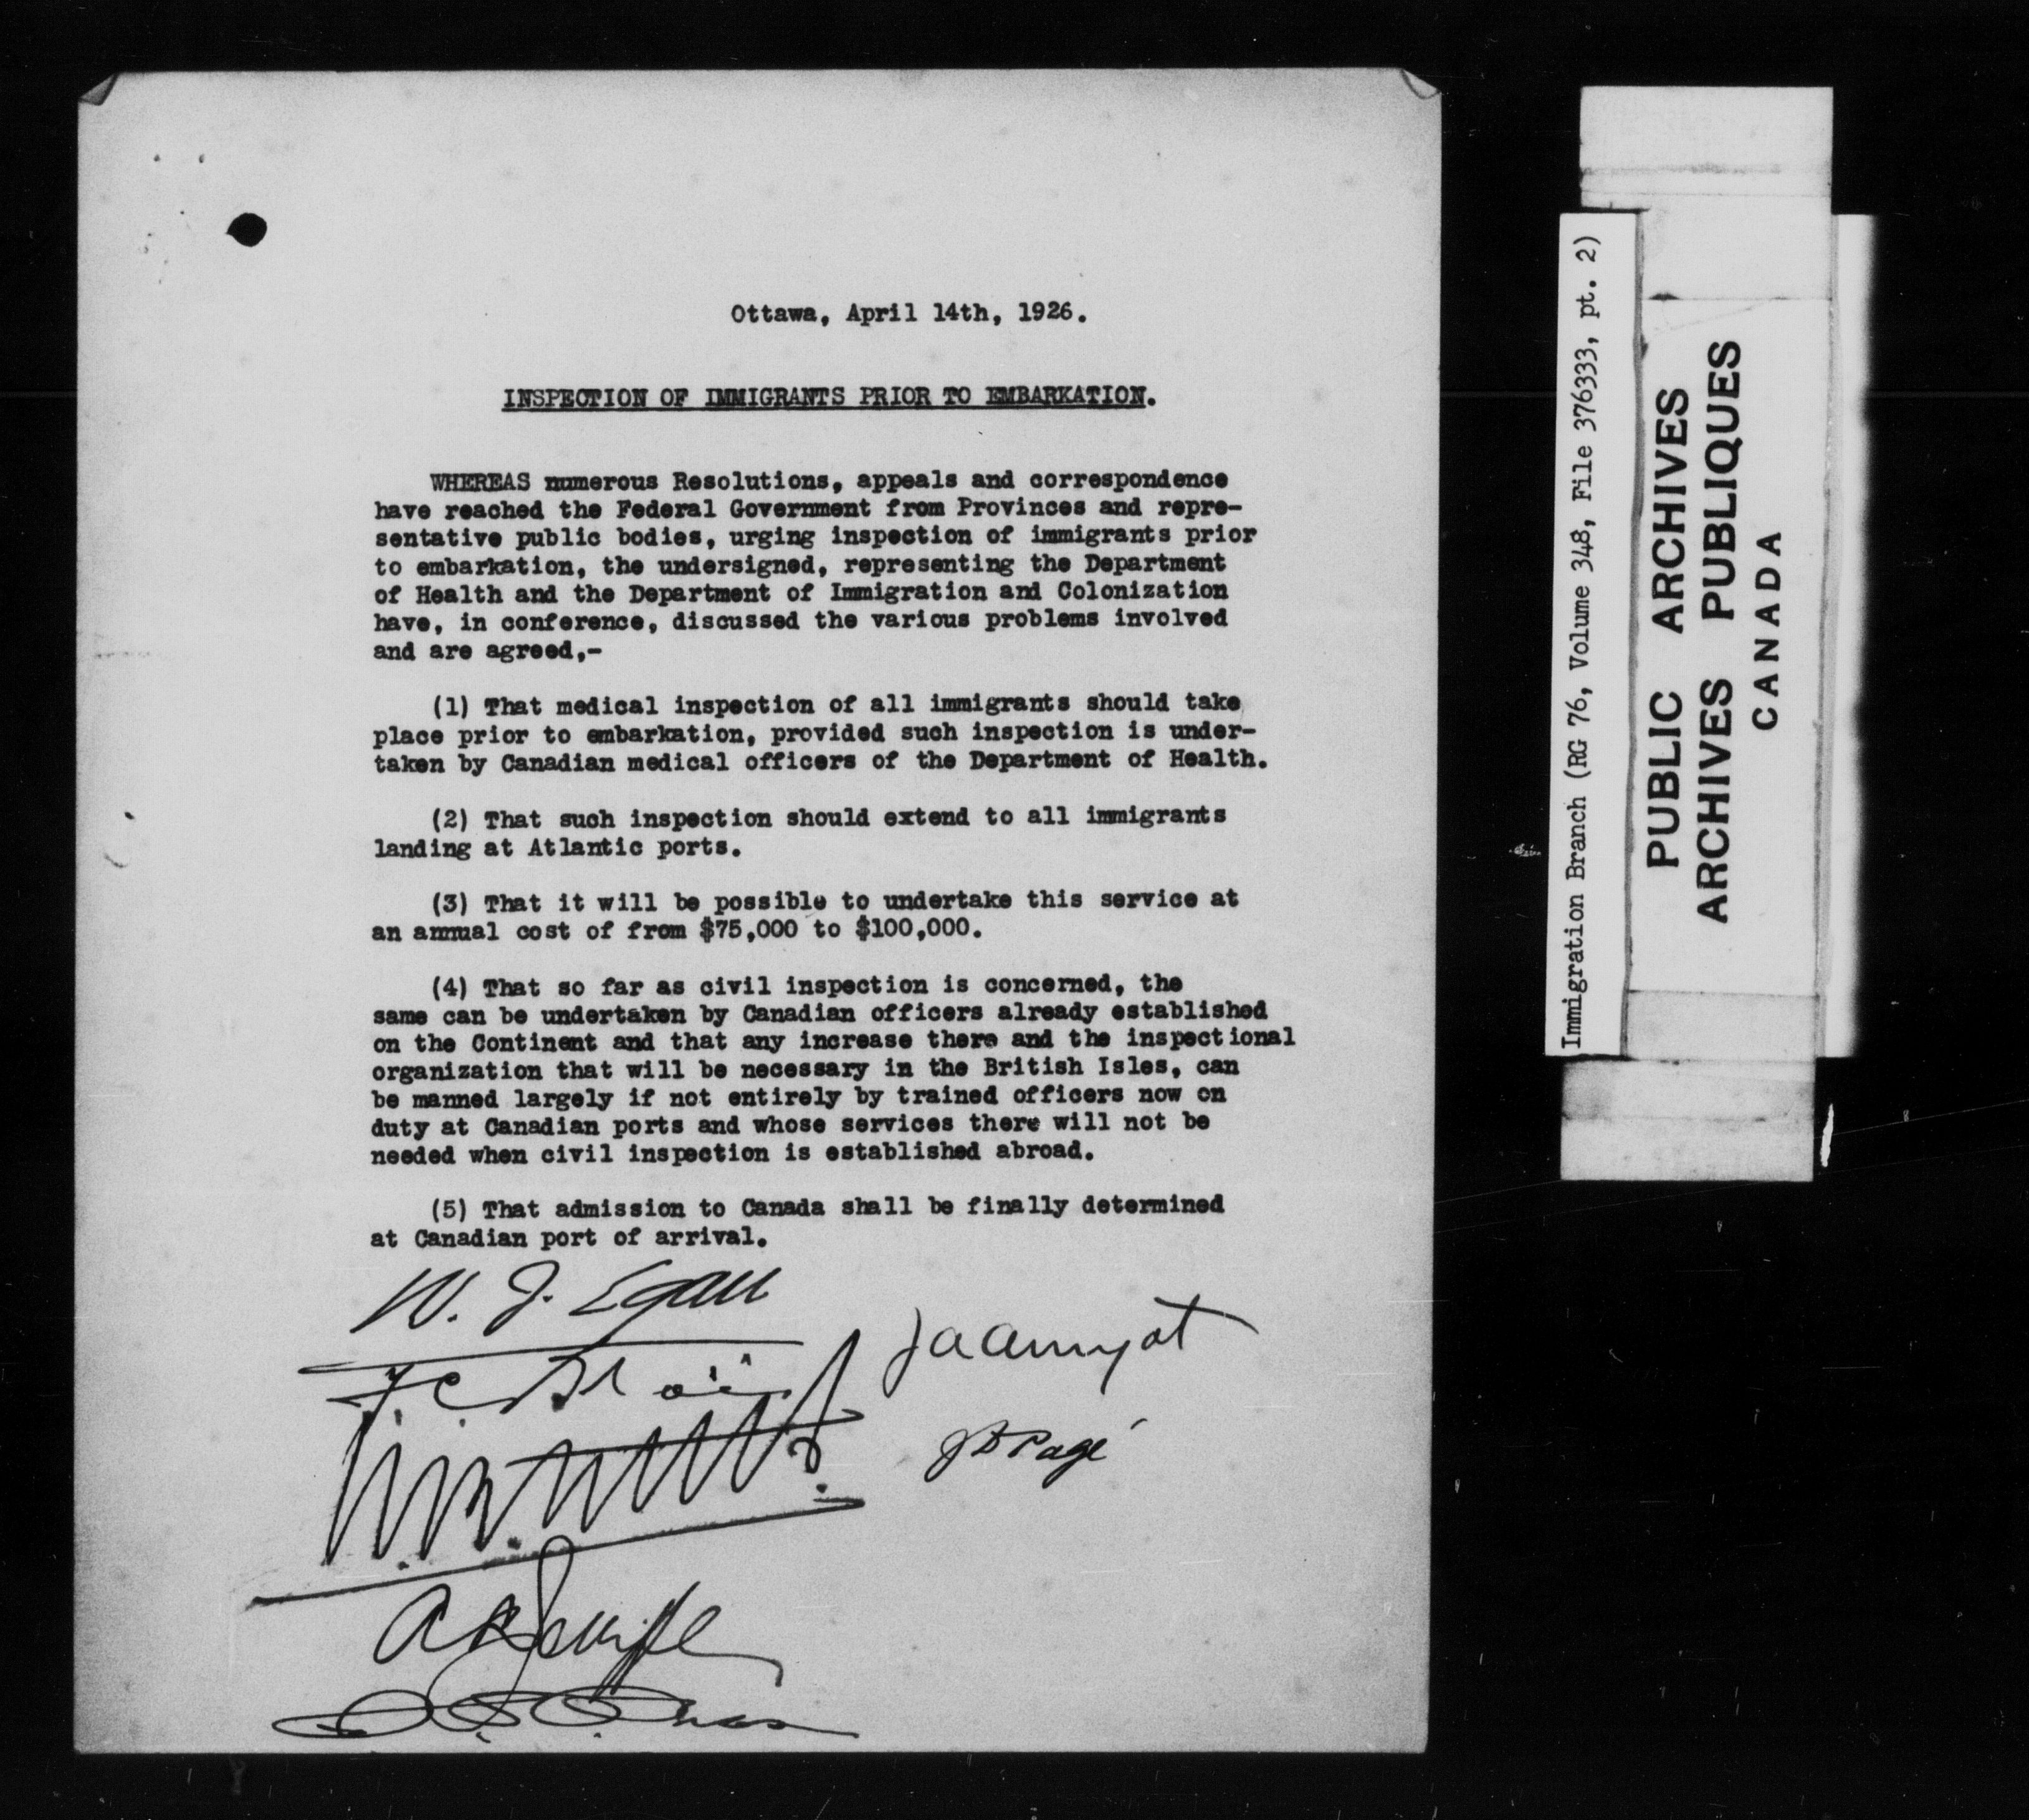 Ottawa, April 14th, 1926.
INSPECTION OF IMMIGRANTS PRIOR TO EMBARKATION.
WHEREAS numerous Resolutions, appeals and correspondence
have reached the Federal Government from Provinces and repre-
sentative public bodies, urging inspection of immigrants prior
to embarkation, the undersigned, representing the Department
of Health and the Department of Immigration and Colonization
have, in conference, discussed the various problems involved
and are agreed,-
(1) That medical inspection of all immigrants should take
place prior to embarkation, provided such inspection is under-
taken by Canadian medical officers of the Department of Health.
(2) That such inspection should extend to all immigrants
landing at Atlantic ports.
(3) That it will be possible to undertake this service at
an annual cost of from $75,000 to $100,000.
(4) That so far as civil inspection is concerned, the
same can be undertaken by Canadian officers already established
on the Continent and that any increase there and the inspectional
organization that will be necessary in the British Isles, can
be manned largely if not entirely by trained officers now on
duty at Canadian ports and whose services there will not be
needed when civil inspection is established abroad.
(5) That admission to Canada shall be finally determined
at Canadian port of arrival.
W. J. Egan
J A Amyot
F. C. Blair
J D Pagé
Immigration Branch (RG 76, Volume 348, File 376333, pt. 2)
PUBLIC ARCHIVES
ARCHIVES PUBLIQUES
CANADA